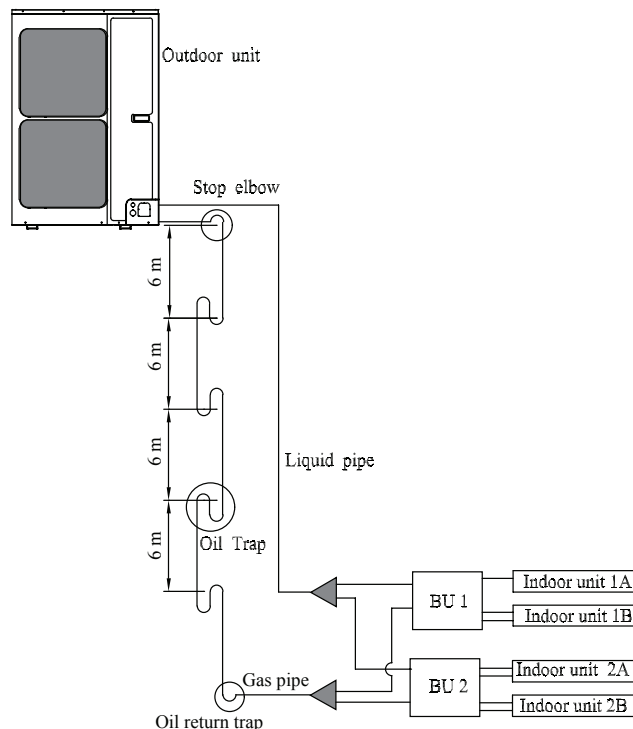 Outdoor unit
Stop elbow
6 m
6 m
6 m
Liquid pipe
6 m
Oil Trap
Indoor unit 1A
BU 1
Indoor unit 1B
Indoor unit 2A
BU 2
Gas pipe
Indoor unit 2B
Oil return trap